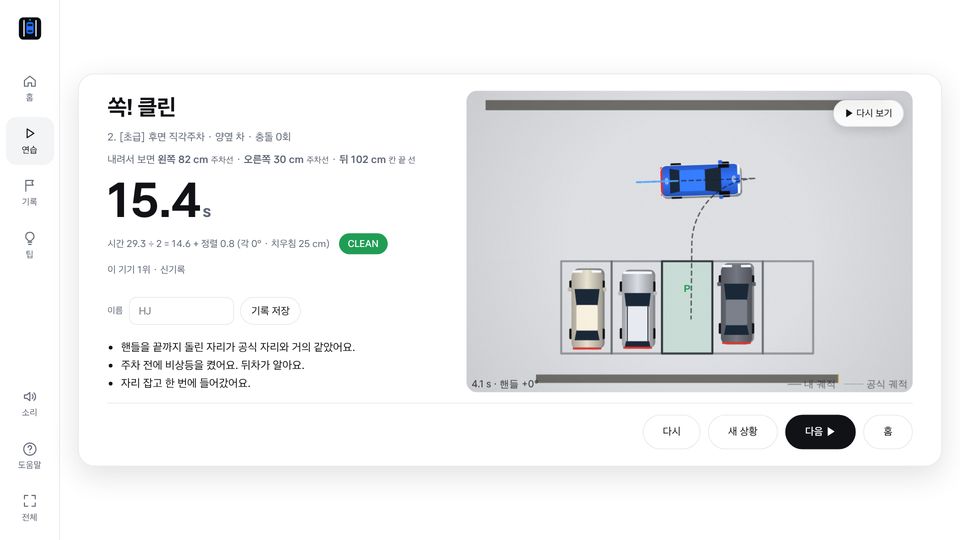 홈
연습
기록
팁
소리
도움말
전체
쏙! 클린
2. [초급] 후면 직각주차 · 양옆 차 · 충돌 0회
내려서 보면 왼쪽 82 cm 주차선 · 오른쪽 30 cm 주차선 · 뒤 102 cm 칸 끝 선
15.4 s
시간 29.3 ÷ 2 = 14.6 + 정렬 0.8 (각 0° · 치우침 25 cm) CLEAN
이 기기 1위 · 신기록
이름 HJ 기록 저장
• 핸들을 끝까지 돌린 자리가 공식 자리와 거의 같았어요.
• 주차 전에 비상등을 켰어요. 뒤차가 알아요.
• 자리 잡고 한 번에 들어갔어요.
▶ 다시 보기
P
4.1 s · 핸들 +0°
내 궤적 공식 궤적
다시 새 상황 다음 ▶ 홈